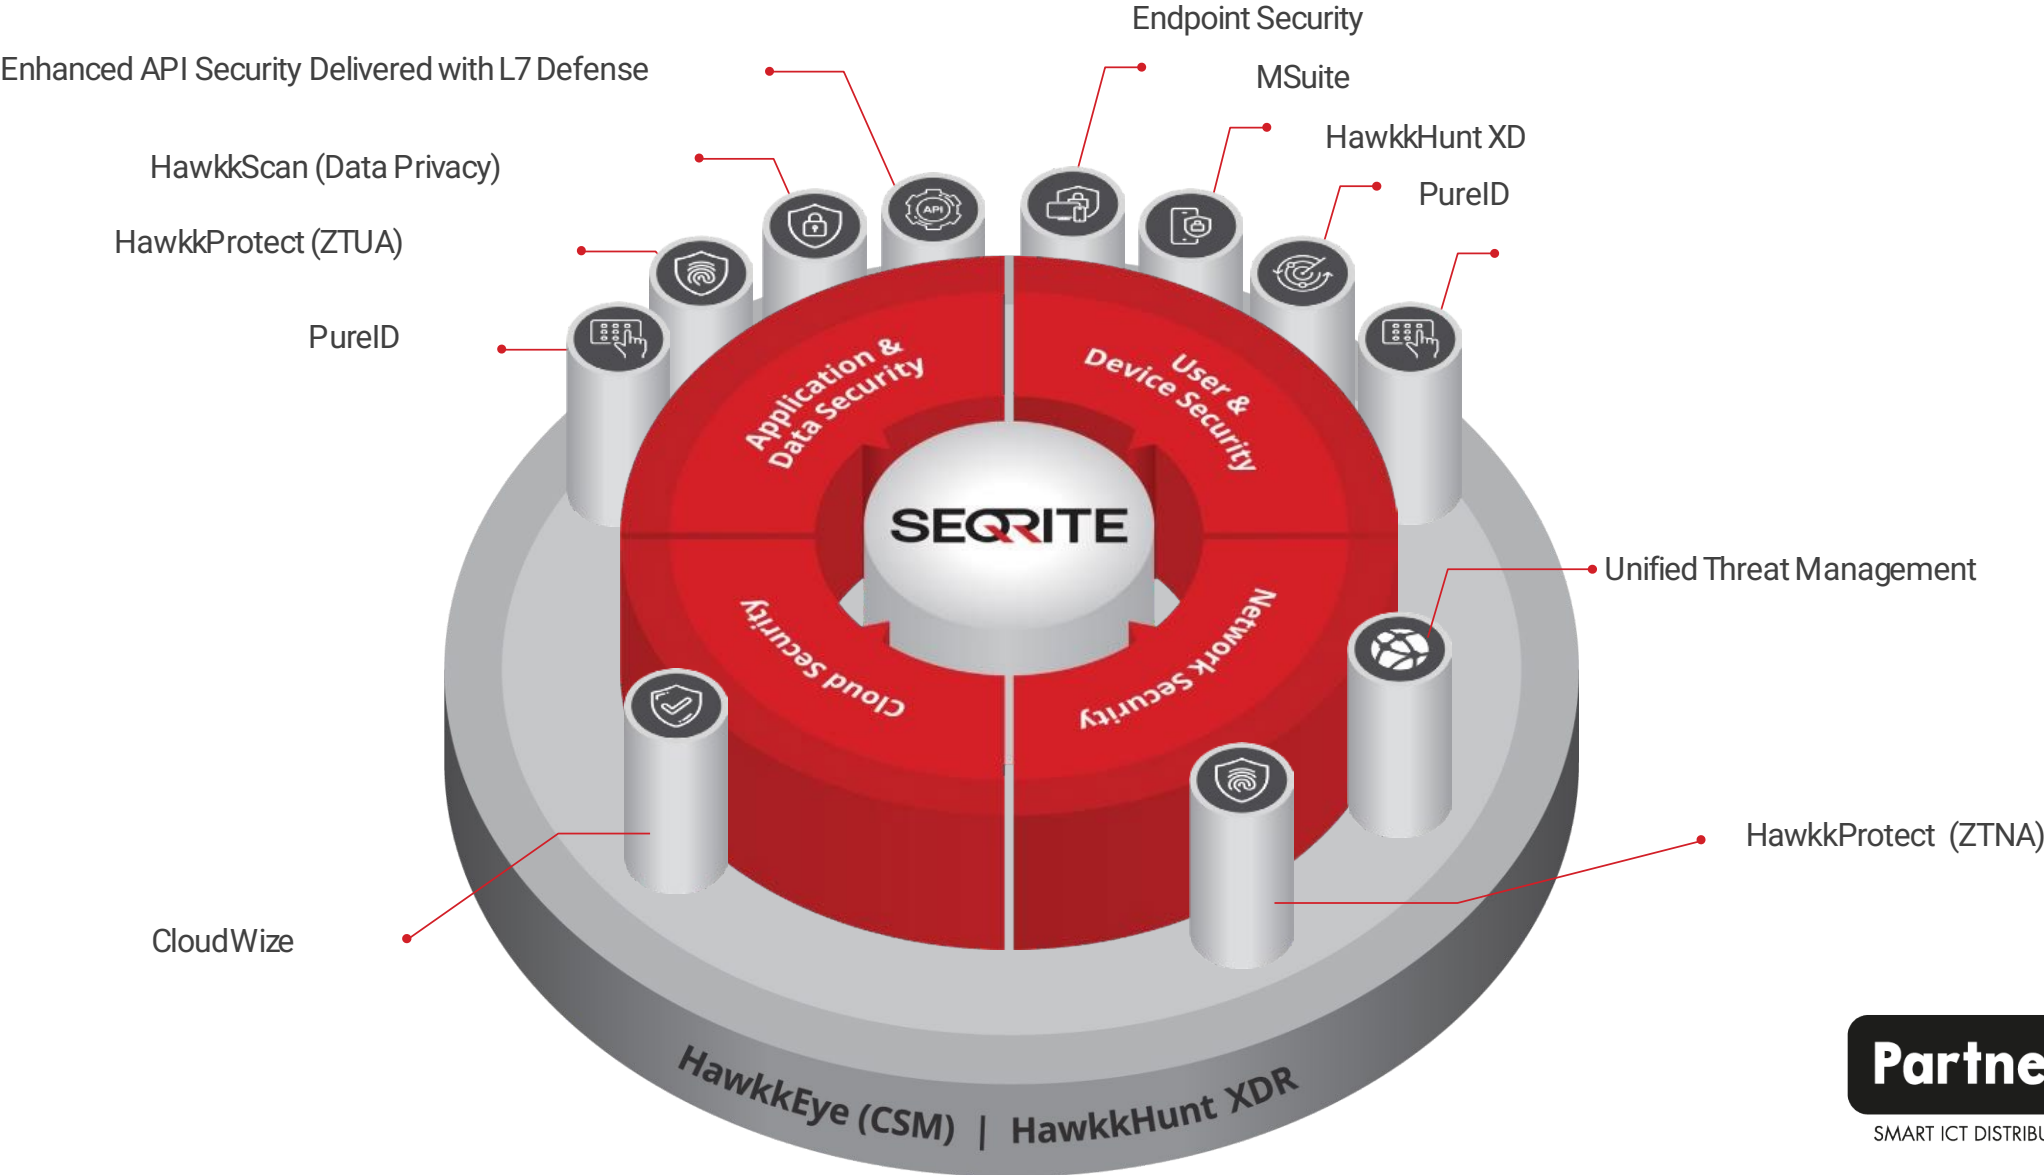 Endpoint Security
Enhanced API Security Delivered with L7 Defense
MSuite
HawkkHunt XD
HawkkScan (Data Privacy)
PureID
HawkkProtect (ZTUA)
PureID
API
Application &
Data Security
User &
Device Security
SEQRITE
Unified Threat Management
Cloud Security
Network Security
HawkkProtect (ZTNA)
CloudWize
HawkkEye (CSM) | HawkkHunt XDR
Partne
SMART ICT DISTRIBU